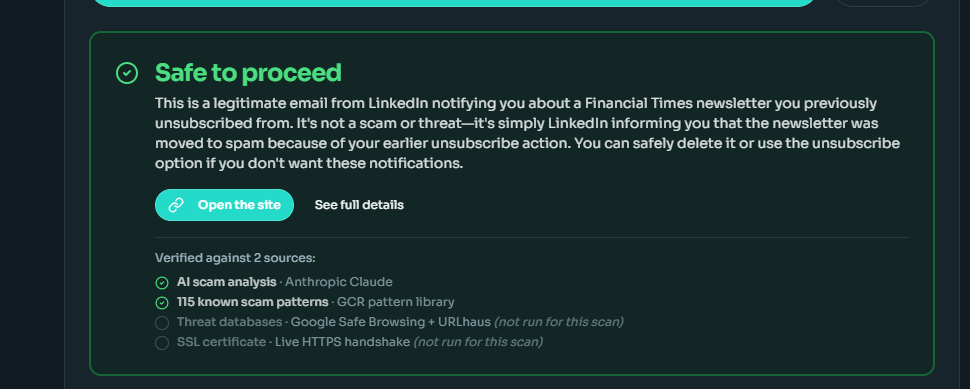 Safe to proceed
This is a legitimate email from LinkedIn notifying you about a Financial Times newsletter you previously
unsubscribed from. It's not a scam or threat—it's simply LinkedIn informing you that the newsletter was
moved to spam because of your earlier unsubscribe action. You can safely delete it or use the unsubscribe
option if you don't want these notifications.
Open the site See full details
Verified against 2 sources:
AI scam analysis · Anthropic Claude
115 known scam patterns · GCR pattern library
Threat databases · Google Safe Browsing + URLhaus (not run for this scan)
SSL certificate · Live HTTPS handshake (not run for this scan)